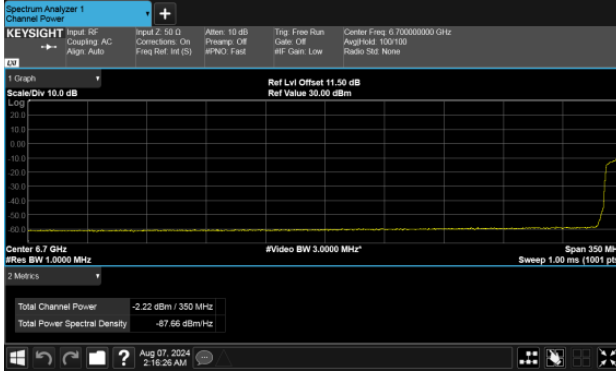 Spectrum Analyzer 1
Channel Power
KEYSIGHT
Input: RF
Coupling: AC
Align: Auto
Input Z: 50 Ω
Corrections: On
Freq Ref: Int (S)
Atten: 10 dB
Preamp: Off
#PNO: Fast
Trig: Free Run
Gate: Off
#IF Gain: Low
Center Freq: 6.700000000 GHz
Avg|Hold: 100/100
Radio Std: None
LXI
1 Graph
Scale/Div 10.0 dB
Ref Lvl Offset 11.50 dB
Ref Value 30.00 dBm
Log
20.0
10.0
0.00
-10.0
-20.0
-30.0
-40.0
-50.0
-60.0
Center 6.7 GHz
#Video BW 3.0000 MHz*
Span 350 MH
#Res BW 1.0000 MHz
Sweep 1.00 ms (1001 pts
2 Metrics
Total Channel Power -2.22 dBm / 350 MHz
Total Power Spectral Density -87.66 dBm/Hz
?
Aug 07, 2024
2:16:26 AM